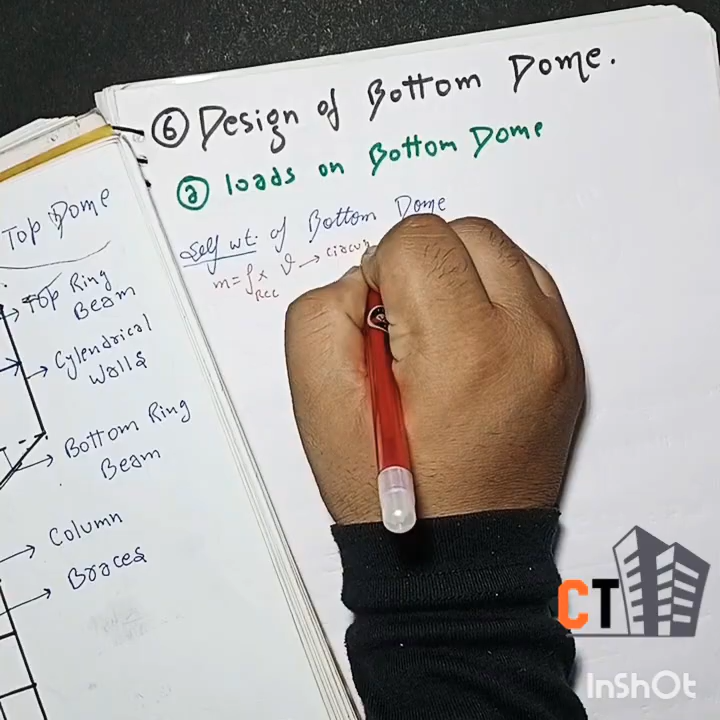 ⑥ Design of Bottom Dome.
ⓐ loads on Bottom Dome
Self wt. of Bottom Dome
m = ρ x V →
RCC
Top Dome
Top Ring
Beam
Cylendrical
Walls
Bottom Ring
Beam
Column
Braces
CT
InShOt